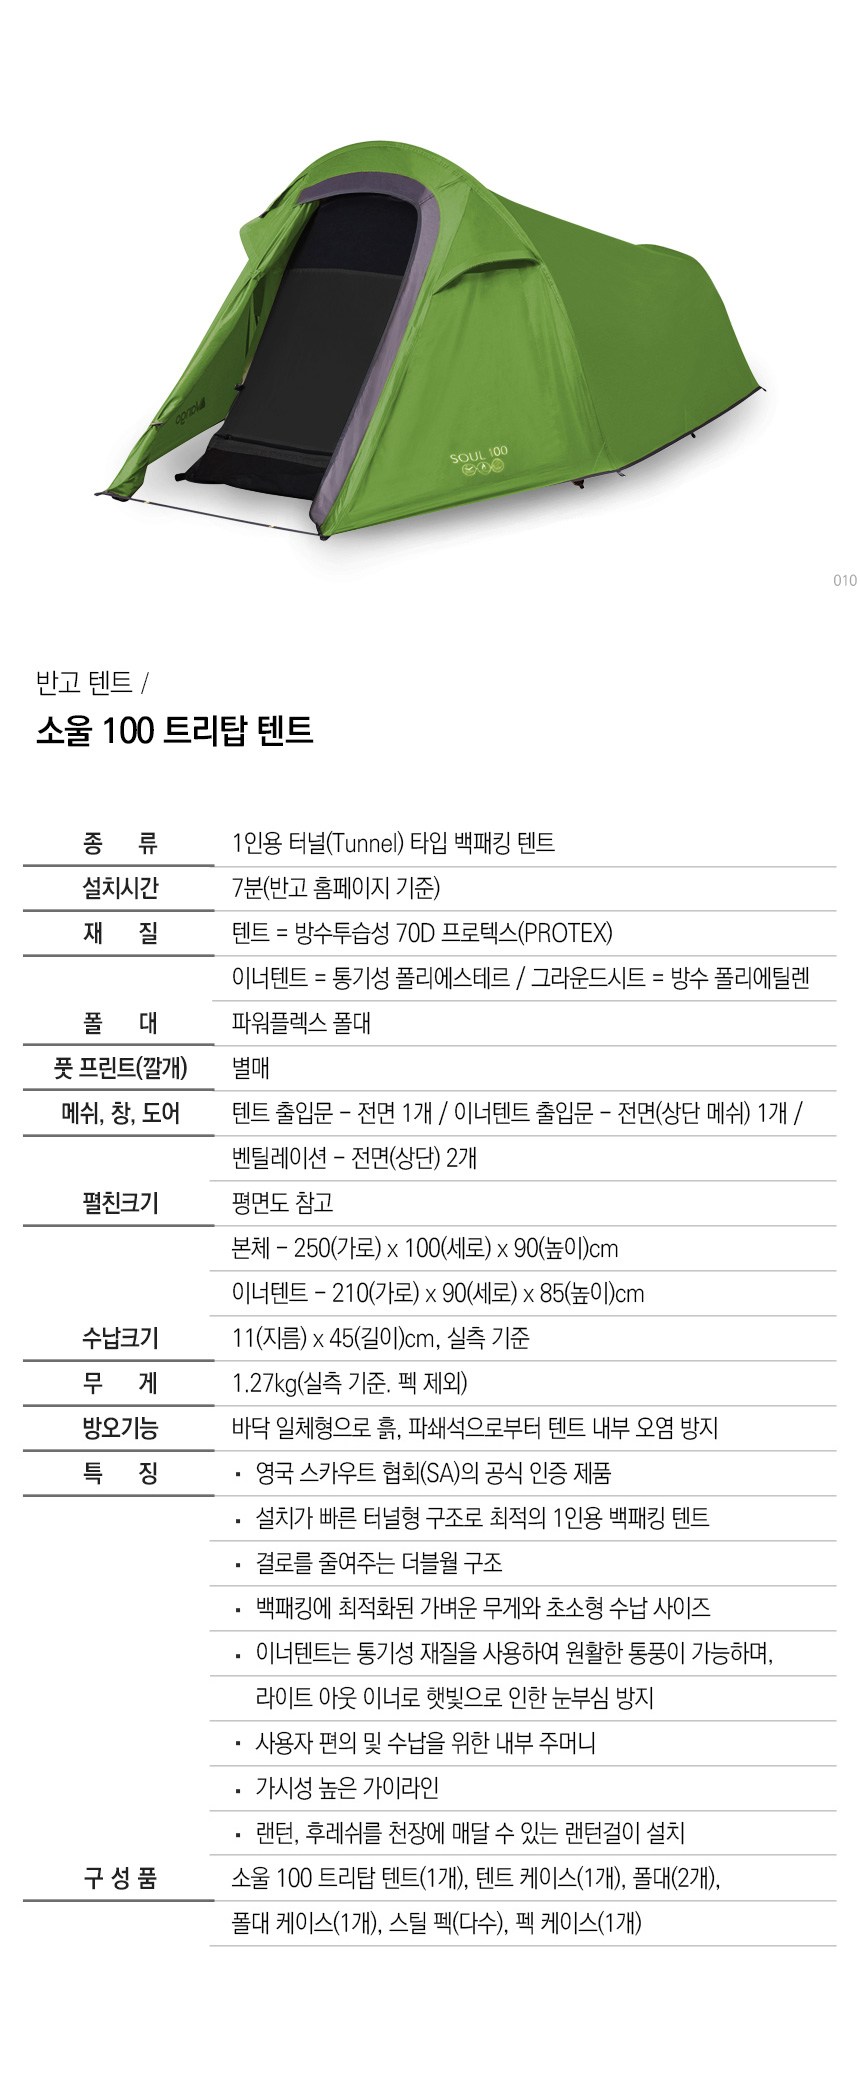 vango
SOUL 100
010
반고 텐트 /
소울 100 트리탑 텐트
종 류 1인용 터널(Tunnel) 타입 백패킹 텐트
설치시간 7분(반고 홈페이지 기준)
재 질 텐트 = 방수투습성 70D 프로텍스(PROTEX)
이너텐트 = 통기성 폴리에스테르 / 그라운드시트 = 방수 폴리에틸렌
폴 대 파워플렉스 폴대
풋 프린트(깔개) 별매
메쉬, 창, 도어 텐트 출입문 - 전면 1개 / 이너텐트 출입문 - 전면(상단 메쉬) 1개 /
벤틸레이션 - 전면(상단) 2개
펼친크기 평면도 참고
본체 - 250(가로) x 100(세로) x 90(높이)cm
이너텐트 - 210(가로) x 90(세로) x 85(높이)cm
수납크기 11(지름) x 45(길이)cm, 실측 기준
무 게 1.27kg(실측 기준. 펙 제외)
방오기능 바닥 일체형으로 흙, 파쇄석으로부터 텐트 내부 오염 방지
특 징 · 영국 스카우트 협회(SA)의 공식 인증 제품
· 설치가 빠른 터널형 구조로 최적의 1인용 백패킹 텐트
· 결로를 줄여주는 더블월 구조
· 백패킹에 최적화된 가벼운 무게와 초소형 수납 사이즈
· 이너텐트는 통기성 재질을 사용하여 원활한 통풍이 가능하며,
라이트 아웃 이너로 햇빛으로 인한 눈부심 방지
· 사용자 편의 및 수납을 위한 내부 주머니
· 가시성 높은 가이라인
· 랜턴, 후레쉬를 천장에 매달 수 있는 랜턴걸이 설치
구 성 품 소울 100 트리탑 텐트(1개), 텐트 케이스(1개), 폴대(2개),
폴대 케이스(1개), 스틸 펙(다수), 펙 케이스(1개)